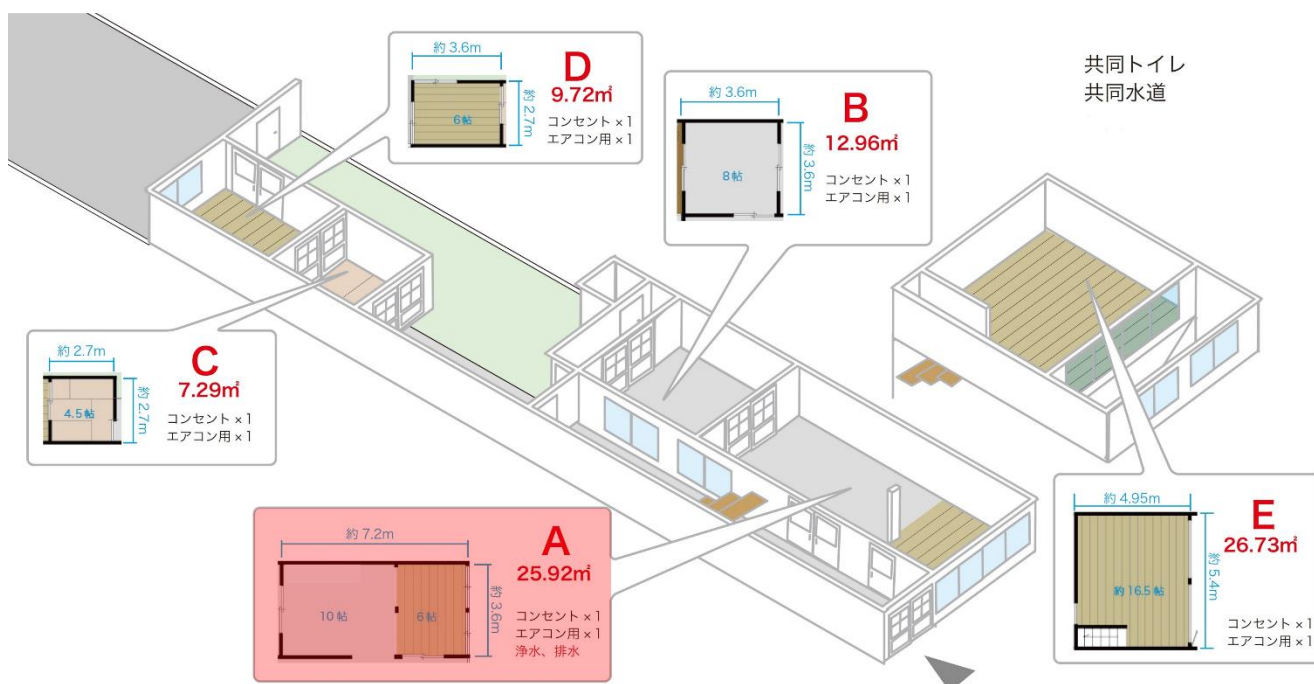 共同トイレ
共同水道
約 3.6m
約 2.7m
6帖
D
9.72㎡
コンセント × 1
エアコン用 × 1
約 3.6m
約 3.6m
8帖
B
12.96㎡
コンセント × 1
エアコン用 × 1
約 2.7m
約 2.7m
4.5帖
C
7.29㎡
コンセント × 1
エアコン用 × 1
約 7.2m
約 3.6m
10帖
6帖
A
25.92㎡
コンセント × 1
エアコン用 × 1
浄水、排水
約 4.95m
約 5.4m
約 16.5帖
E
26.73㎡
コンセント × 1
エアコン用 × 1